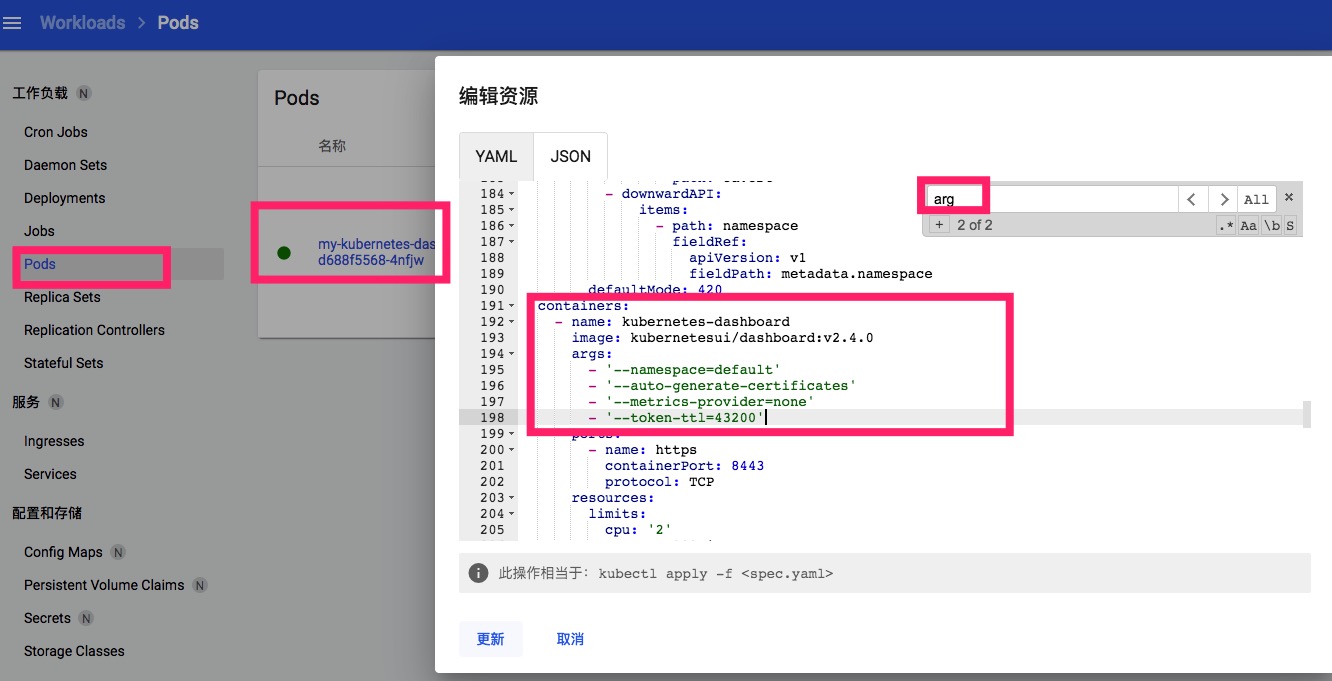 Workloads > Pods
工作负载 N
Cron Jobs
Daemon Sets
Deployments
Jobs
Pods
Replica Sets
Replication Controllers
Stateful Sets
服务 N
Ingresses
Services
配置和存储
Config Maps N
Persistent Volume Claims N
Secrets N
Storage Classes
Pods
名称
my-kubernetes-das
d688f5568-4nfjw
编辑资源
YAML JSON
184 - downwardAPI:
185 items:
186 - path: namespace
187 fieldRef:
188 apiVersion: v1
189 fieldPath: metadata.namespace
190 defaultMode: 420
191 containers:
192 - name: kubernetes-dashboard
193 image: kubernetesui/dashboard:v2.4.0
194 args:
195 - '--namespace=default'
196 - '--auto-generate-certificates'
197 - '--metrics-provider=none'
198 - '--token-ttl=43200'
199 ports:
200 - name: https
201 containerPort: 8443
202 protocol: TCP
203 resources:
204 limits:
205 cpu: '2'
arg < > All ×
+ 2 of 2 .* Aa \b S
i 此操作相当于: kubectl apply -f <spec.yaml>
更新 取消